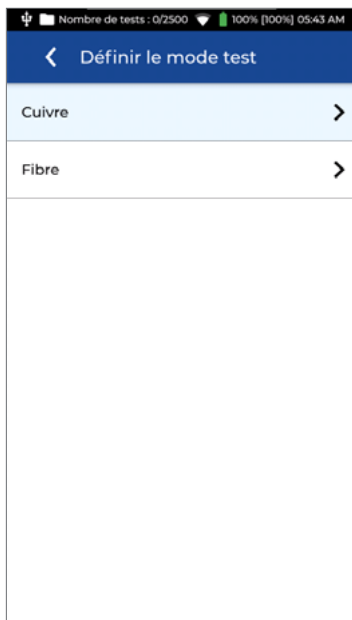 Nombre de tests : 0/2500 100% [100%] 05:43 AM
Définir le mode test
Cuivre
Fibre